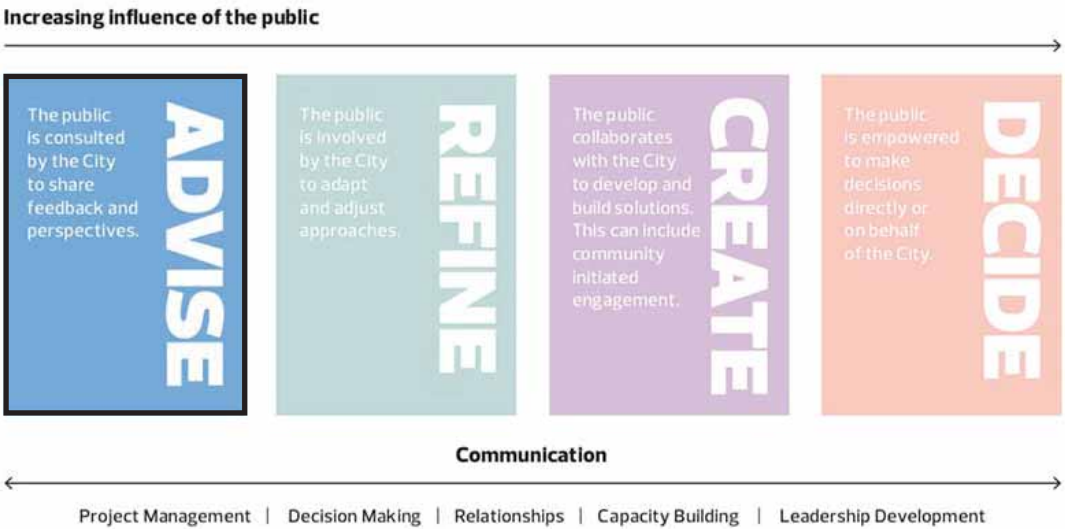 Increasing influence of the public
The public
is consulted
by the City
to share
feedback and
perspectives.
ADVISE
The public
is involved
by the City
to adapt
and adjust
approaches.
REFINE
The public
collaborates
with the City
to develop and
build solutions.
This can include
community
initiated
engagement.
CREATE
The public
is empowered
to make
decisions
directly or
on behalf
of the City.
DECIDE
Communication
Project Management | Decision Making | Relationships | Capacity Building | Leadership Development